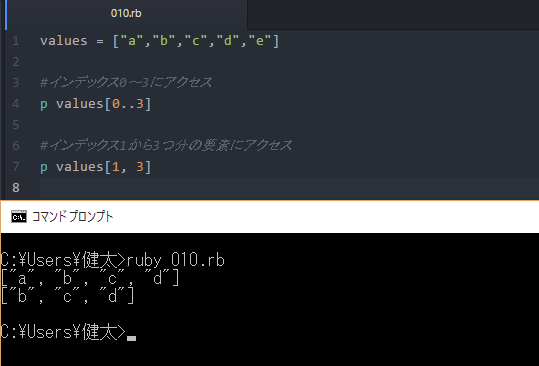 010.rb
1 values = ["a","b","c","d","e"]
2
3 #インデックス0～3にアクセス
4 p values[0..3]
5
6 #インデックス1から3つ分の要素にアクセス
7 p values[1, 3]
8
コマンドプロンプト
C:¥Users¥健太>ruby 010.rb
["a", "b", "c", "d"]
["b", "c", "d"]
C:¥Users¥健太>